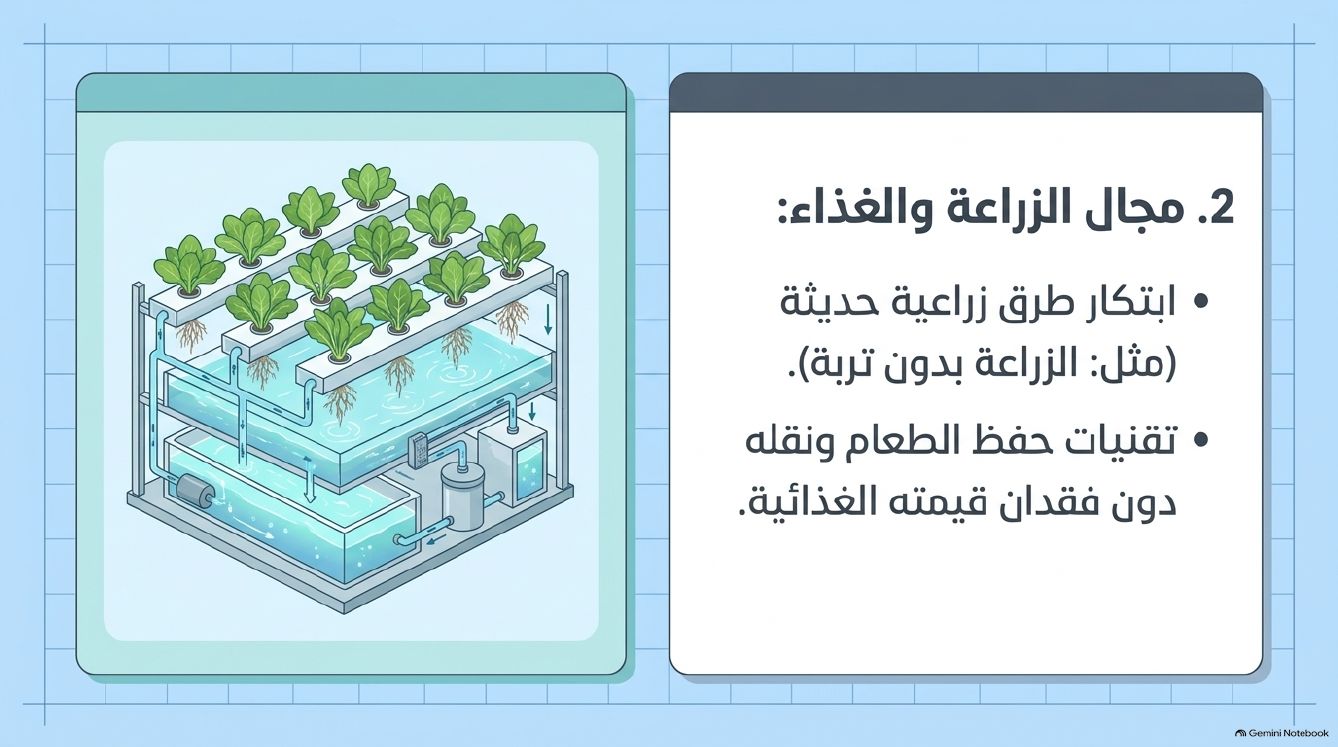 2. مجال الزراعة والغذاء:
• ابتكار طرق زراعية حديثة
(مثل: الزراعة بدون تربة).
• تقنيات حفظ الطعام ونقله
دون فقدان قيمته الغذائية.
Gemini Notebook